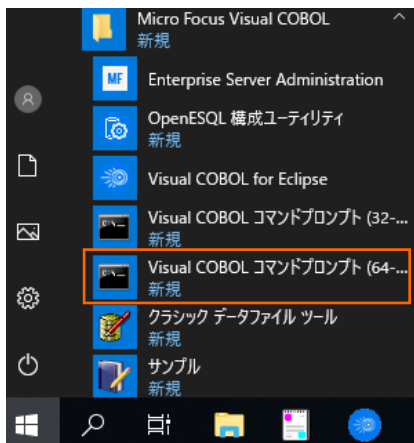 Micro Focus Visual COBOL
新規
MF
Enterprise Server Administration
OpenESQL 構成ユーティリティ
新規
Visual COBOL for Eclipse
Visual COBOL コマンドプロンプト (32-...
新規
Visual COBOL コマンドプロンプト (64-...
新規
クラシック データファイル ツール
新規
サンプル
新規